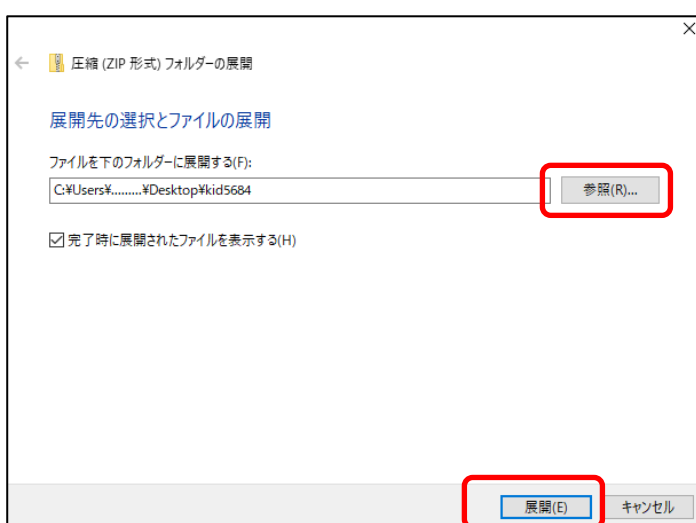 圧縮 (ZIP 形式) フォルダーの展開
展開先の選択とファイルの展開
ファイルを下のフォルダーに展開する(F):
C:¥Users¥.........¥Desktop¥kid5684
参照(R)...
完了時に展開されたファイルを表示する(H)
展開(E)
キャンセル